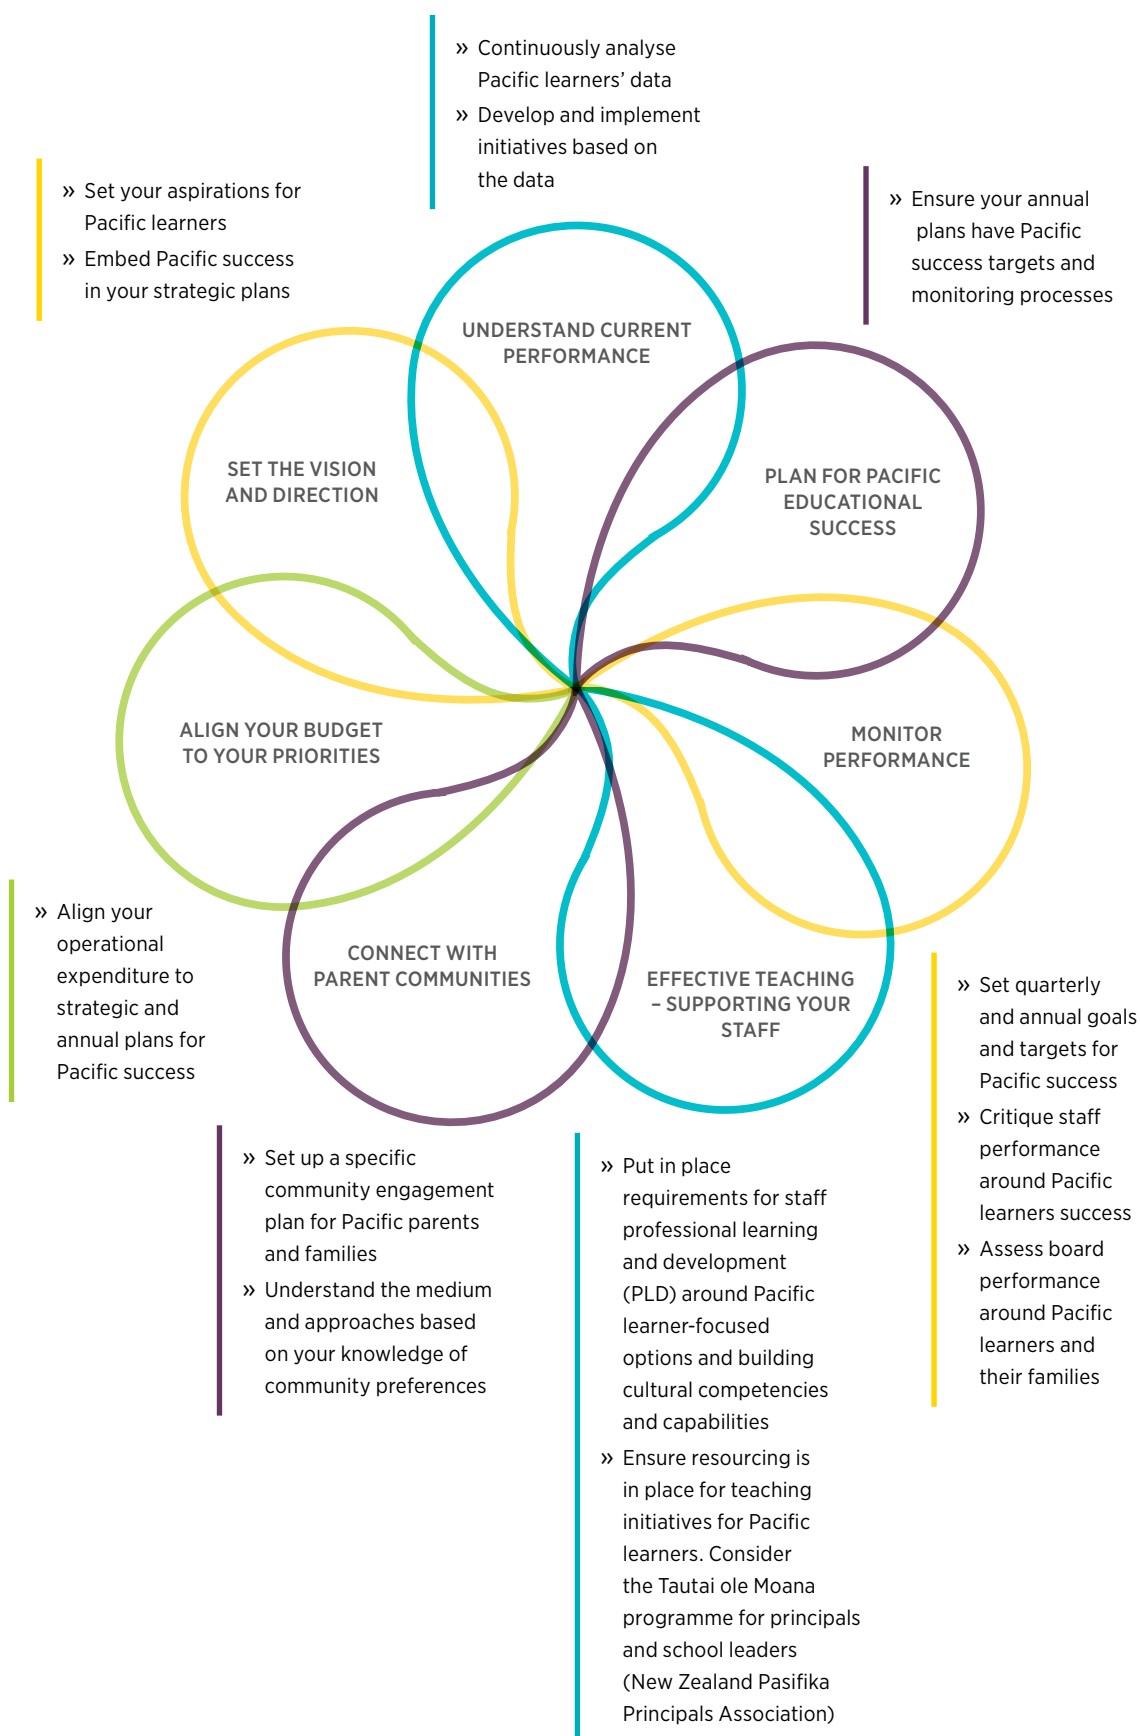 » Continuously analyse
Pacific learners' data
» Develop and implement
initiatives based on
the data
» Set your aspirations for
Pacific learners
» Embed Pacific success
in your strategic plans
» Ensure your annual
plans have Pacific
success targets and
monitoring processes
UNDERSTAND CURRENT
PERFORMANCE
SET THE VISION
AND DIRECTION
PLAN FOR PACIFIC
EDUCATIONAL
SUCCESS
ALIGN YOUR BUDGET
TO YOUR PRIORITIES
MONITOR
PERFORMANCE
CONNECT WITH
PARENT COMMUNITIES
EFFECTIVE TEACHING
– SUPPORTING YOUR
STAFF
» Align your
operational
expenditure to
strategic and
annual plans for
Pacific success
» Set up a specific
community engagement
plan for Pacific parents
and families
» Understand the medium
and approaches based
on your knowledge of
community preferences
» Put in place
requirements for staff
professional learning
and development
(PLD) around Pacific
learner-focused
options and building
cultural competencies
and capabilities
» Ensure resourcing is
in place for teaching
initiatives for Pacific
learners. Consider
the Tautai ole Moana
programme for principals
and school leaders
(New Zealand Pasifika
Principals Association)
» Set quarterly
and annual goals
and targets for
Pacific success
» Critique staff
performance
around Pacific
learners success
» Assess board
performance
around Pacific
learners and
their families